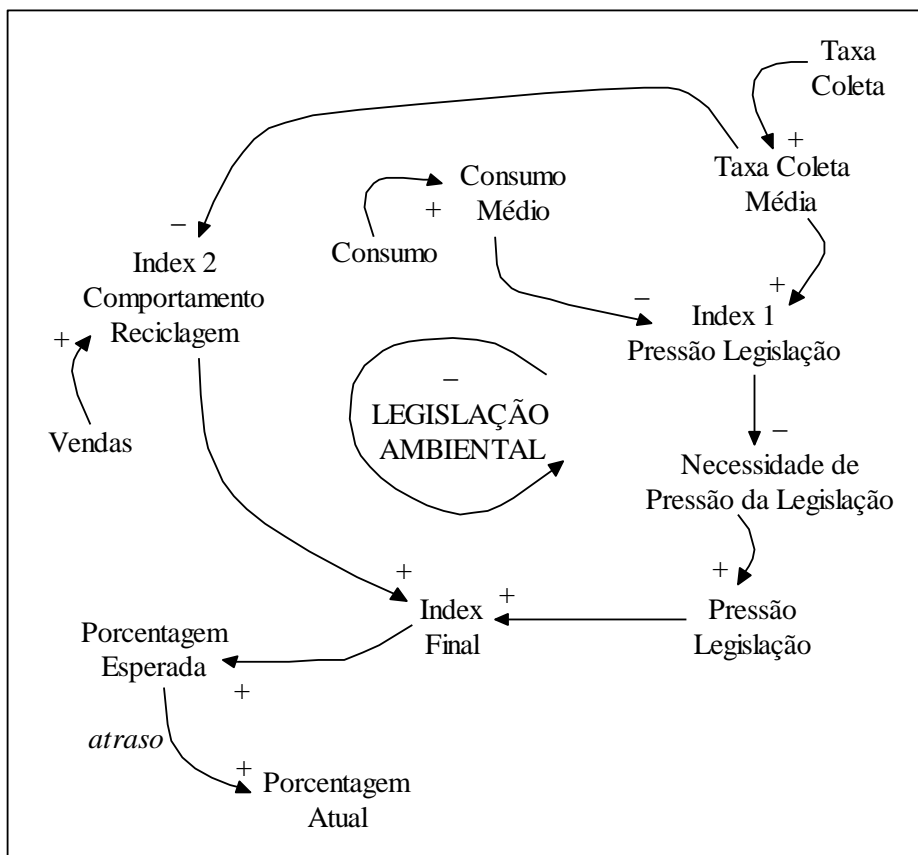 Taxa
Coleta
+
Taxa Coleta
Média
Consumo
Médio
+
Consumo
−
Index 2
Comportamento
Reciclagem
+
Vendas
−
+
Index 1
Pressão Legislação
−
LEGISLAÇÃO
AMBIENTAL
−
Necessidade de
Pressão da Legislação
+
Pressão
Legislação
+
+
Index
Final
Porcentagem
Esperada
+
atraso
+
Porcentagem
Atual